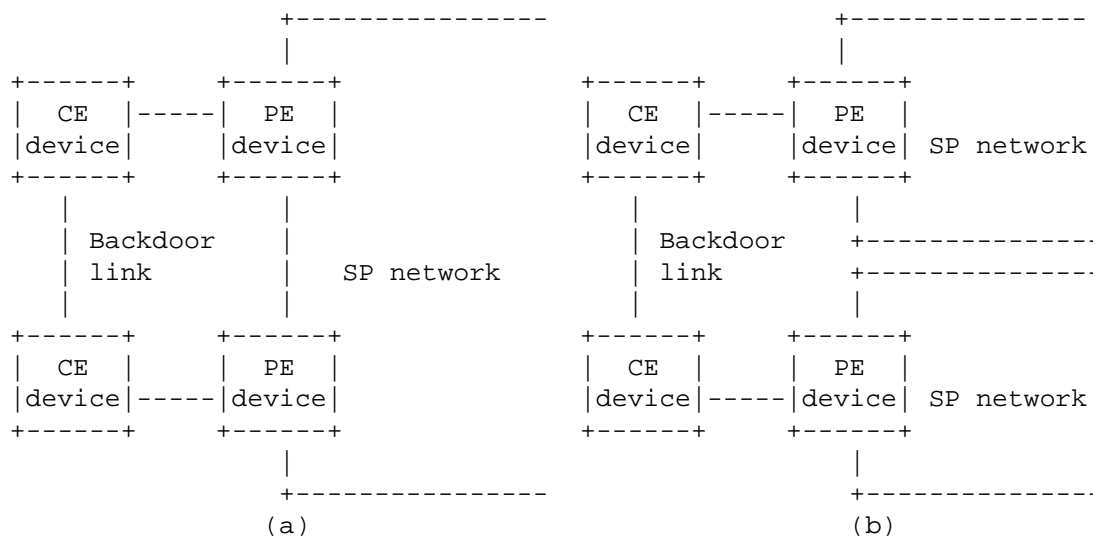 +----------------                  +---------------
                       |                                  |
+------+     +------+                +------+     +------+
|  CE  |-----|  PE  |                |  CE  |-----|  PE  |
|device|     |device|                |device|     |device| SP network
+------+     +------+                +------+     +------+
   |             |                      |             |
   | Backdoor    |                      | Backdoor    +---------------
   | link        |  SP network          | link        +---------------
   |             |                      |             |
+------+     +------+                +------+     +------+
|  CE  |     |  PE  |                |  CE  |     |  PE  |
|device|-----|device|                |device|-----|device| SP network
+------+     +------+                +------+     +------+
                 |                                    |
                 +----------------                    +---------------
                (a)                                  (b)